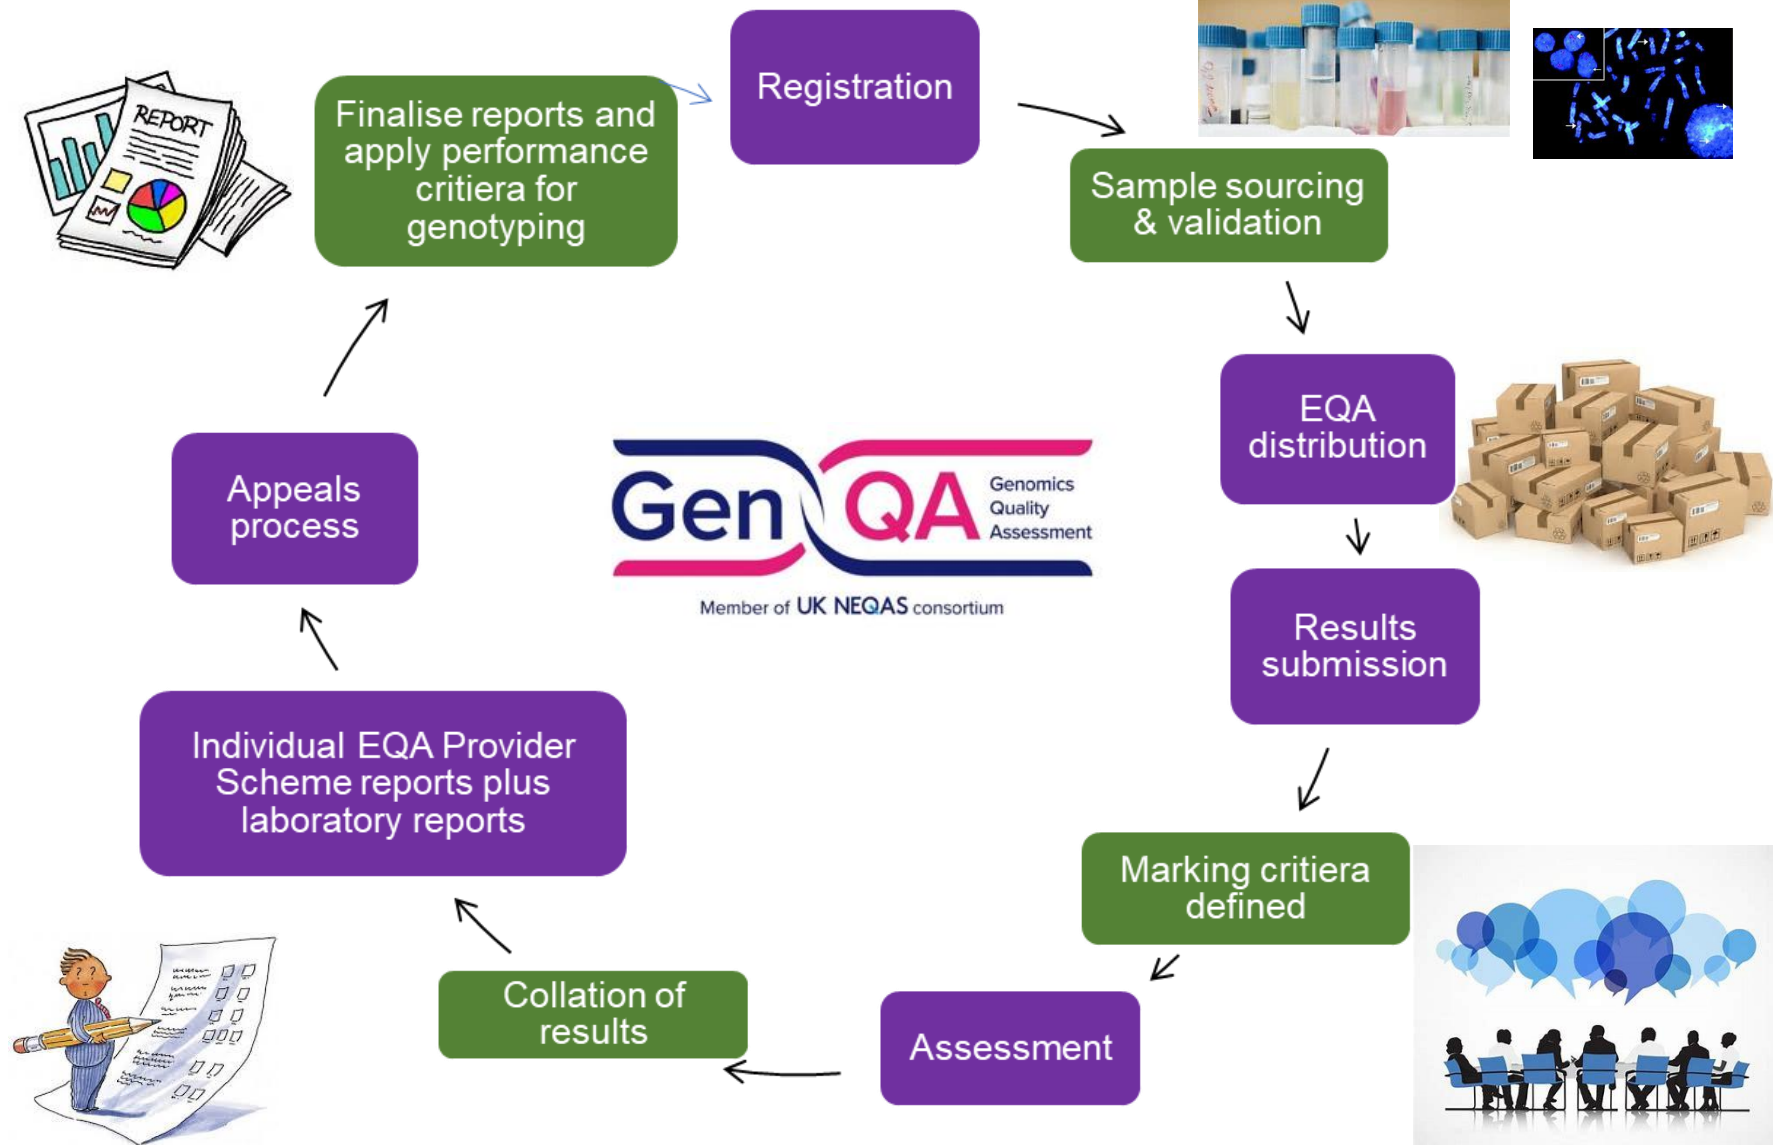 REPORT
Finalise reports and
apply performance
critiera for
genotyping
Registration
Sample sourcing
& validation
EQA
distribution
Results
submission
Marking critiera
defined
Assessment
Collation of
results
Individual EQA Provider
Scheme reports plus
laboratory reports
Appeals
process
Gen QA
Genomics
Quality
Assessment
Member of UK NEQAS consortium